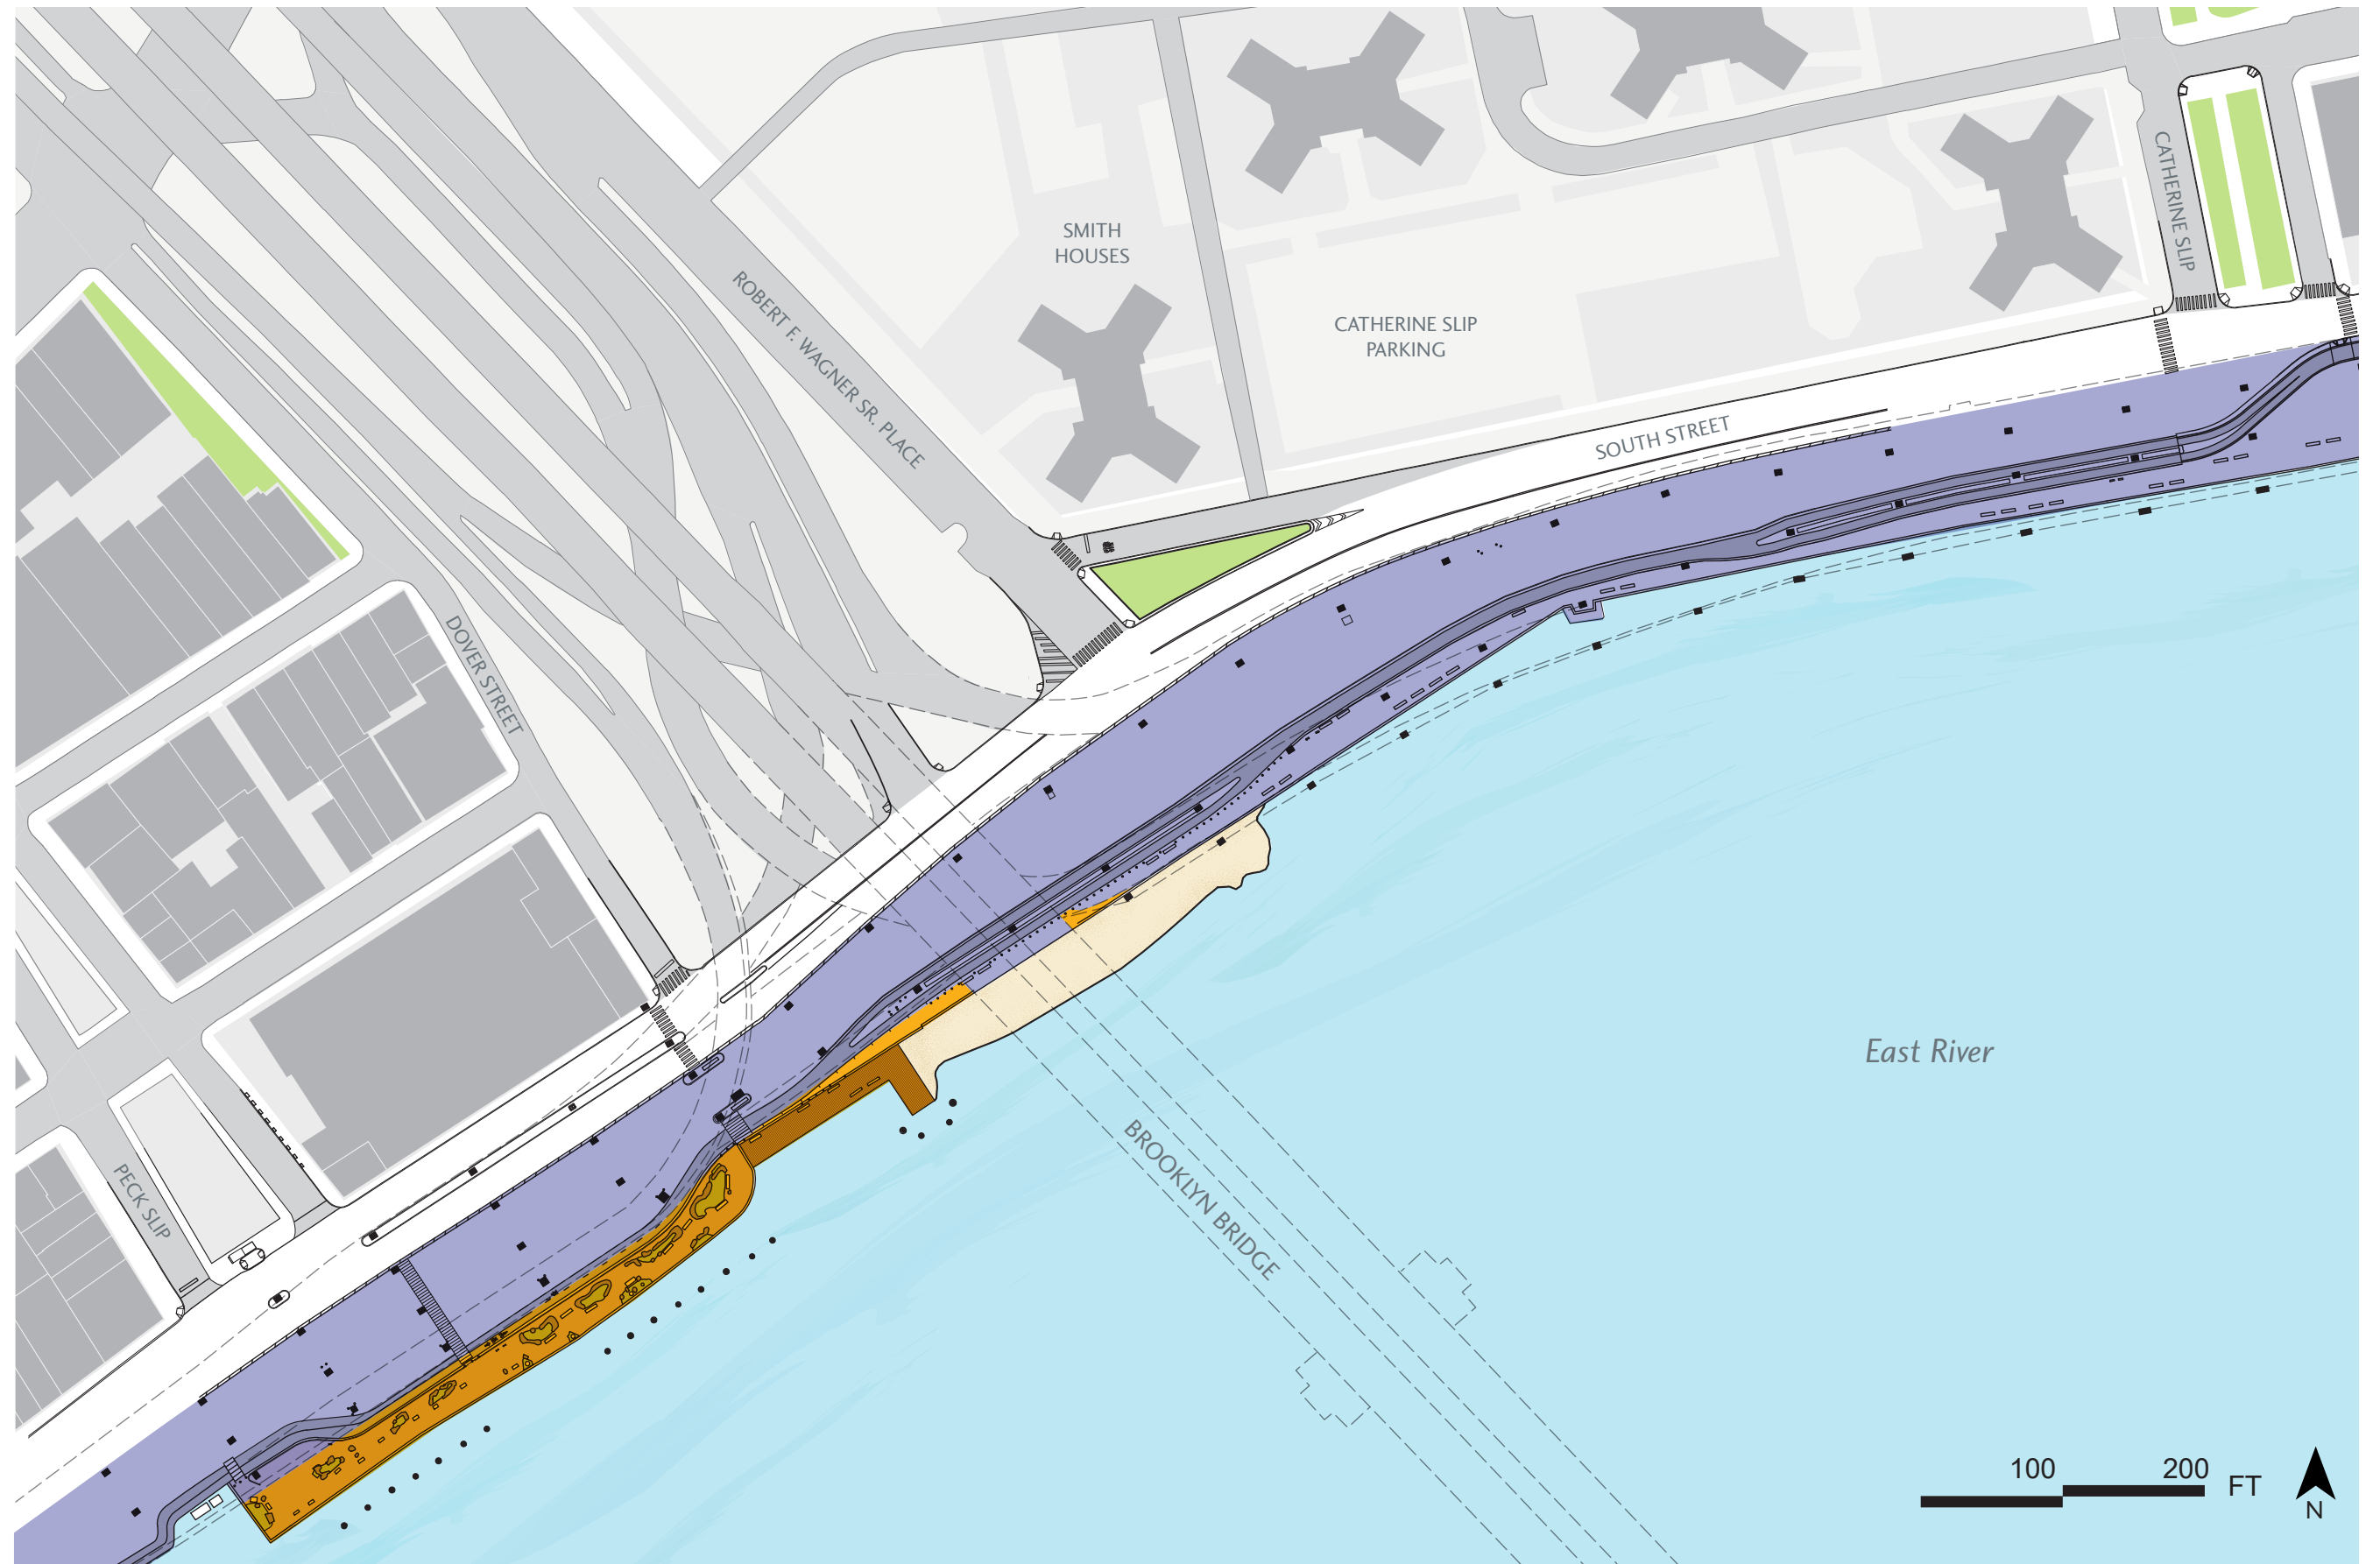 CATHERINE SLIP
SMITH
HOUSES
ROBERT F. WAGNER SR. PLACE
CATHERINE SLIP
PARKING
SOUTH STREET
DOVER STREET
East River
PECK SLIP
BROOKLYN BRIDGE
100 200 FT
N